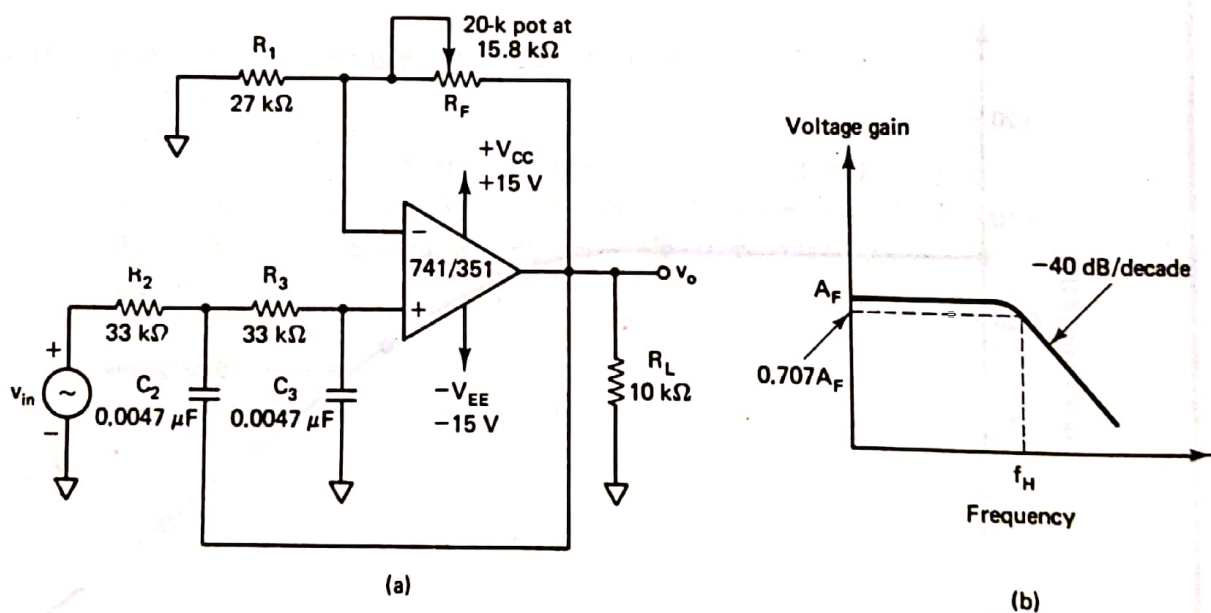 20-k pot at
15.8 kΩ
R1
27 kΩ
RF
+VCC
+15 V
Voltage gain
R2
33 kΩ
R3
33 kΩ
−
+
741/351
vo
−40 dB/decade
AF
0.707AF
+
vin
~
−
C2
0.0047 μF
C3
0.0047 μF
−VEE
−15 V
RL
10 kΩ
fH
Frequency
(a)
(b)